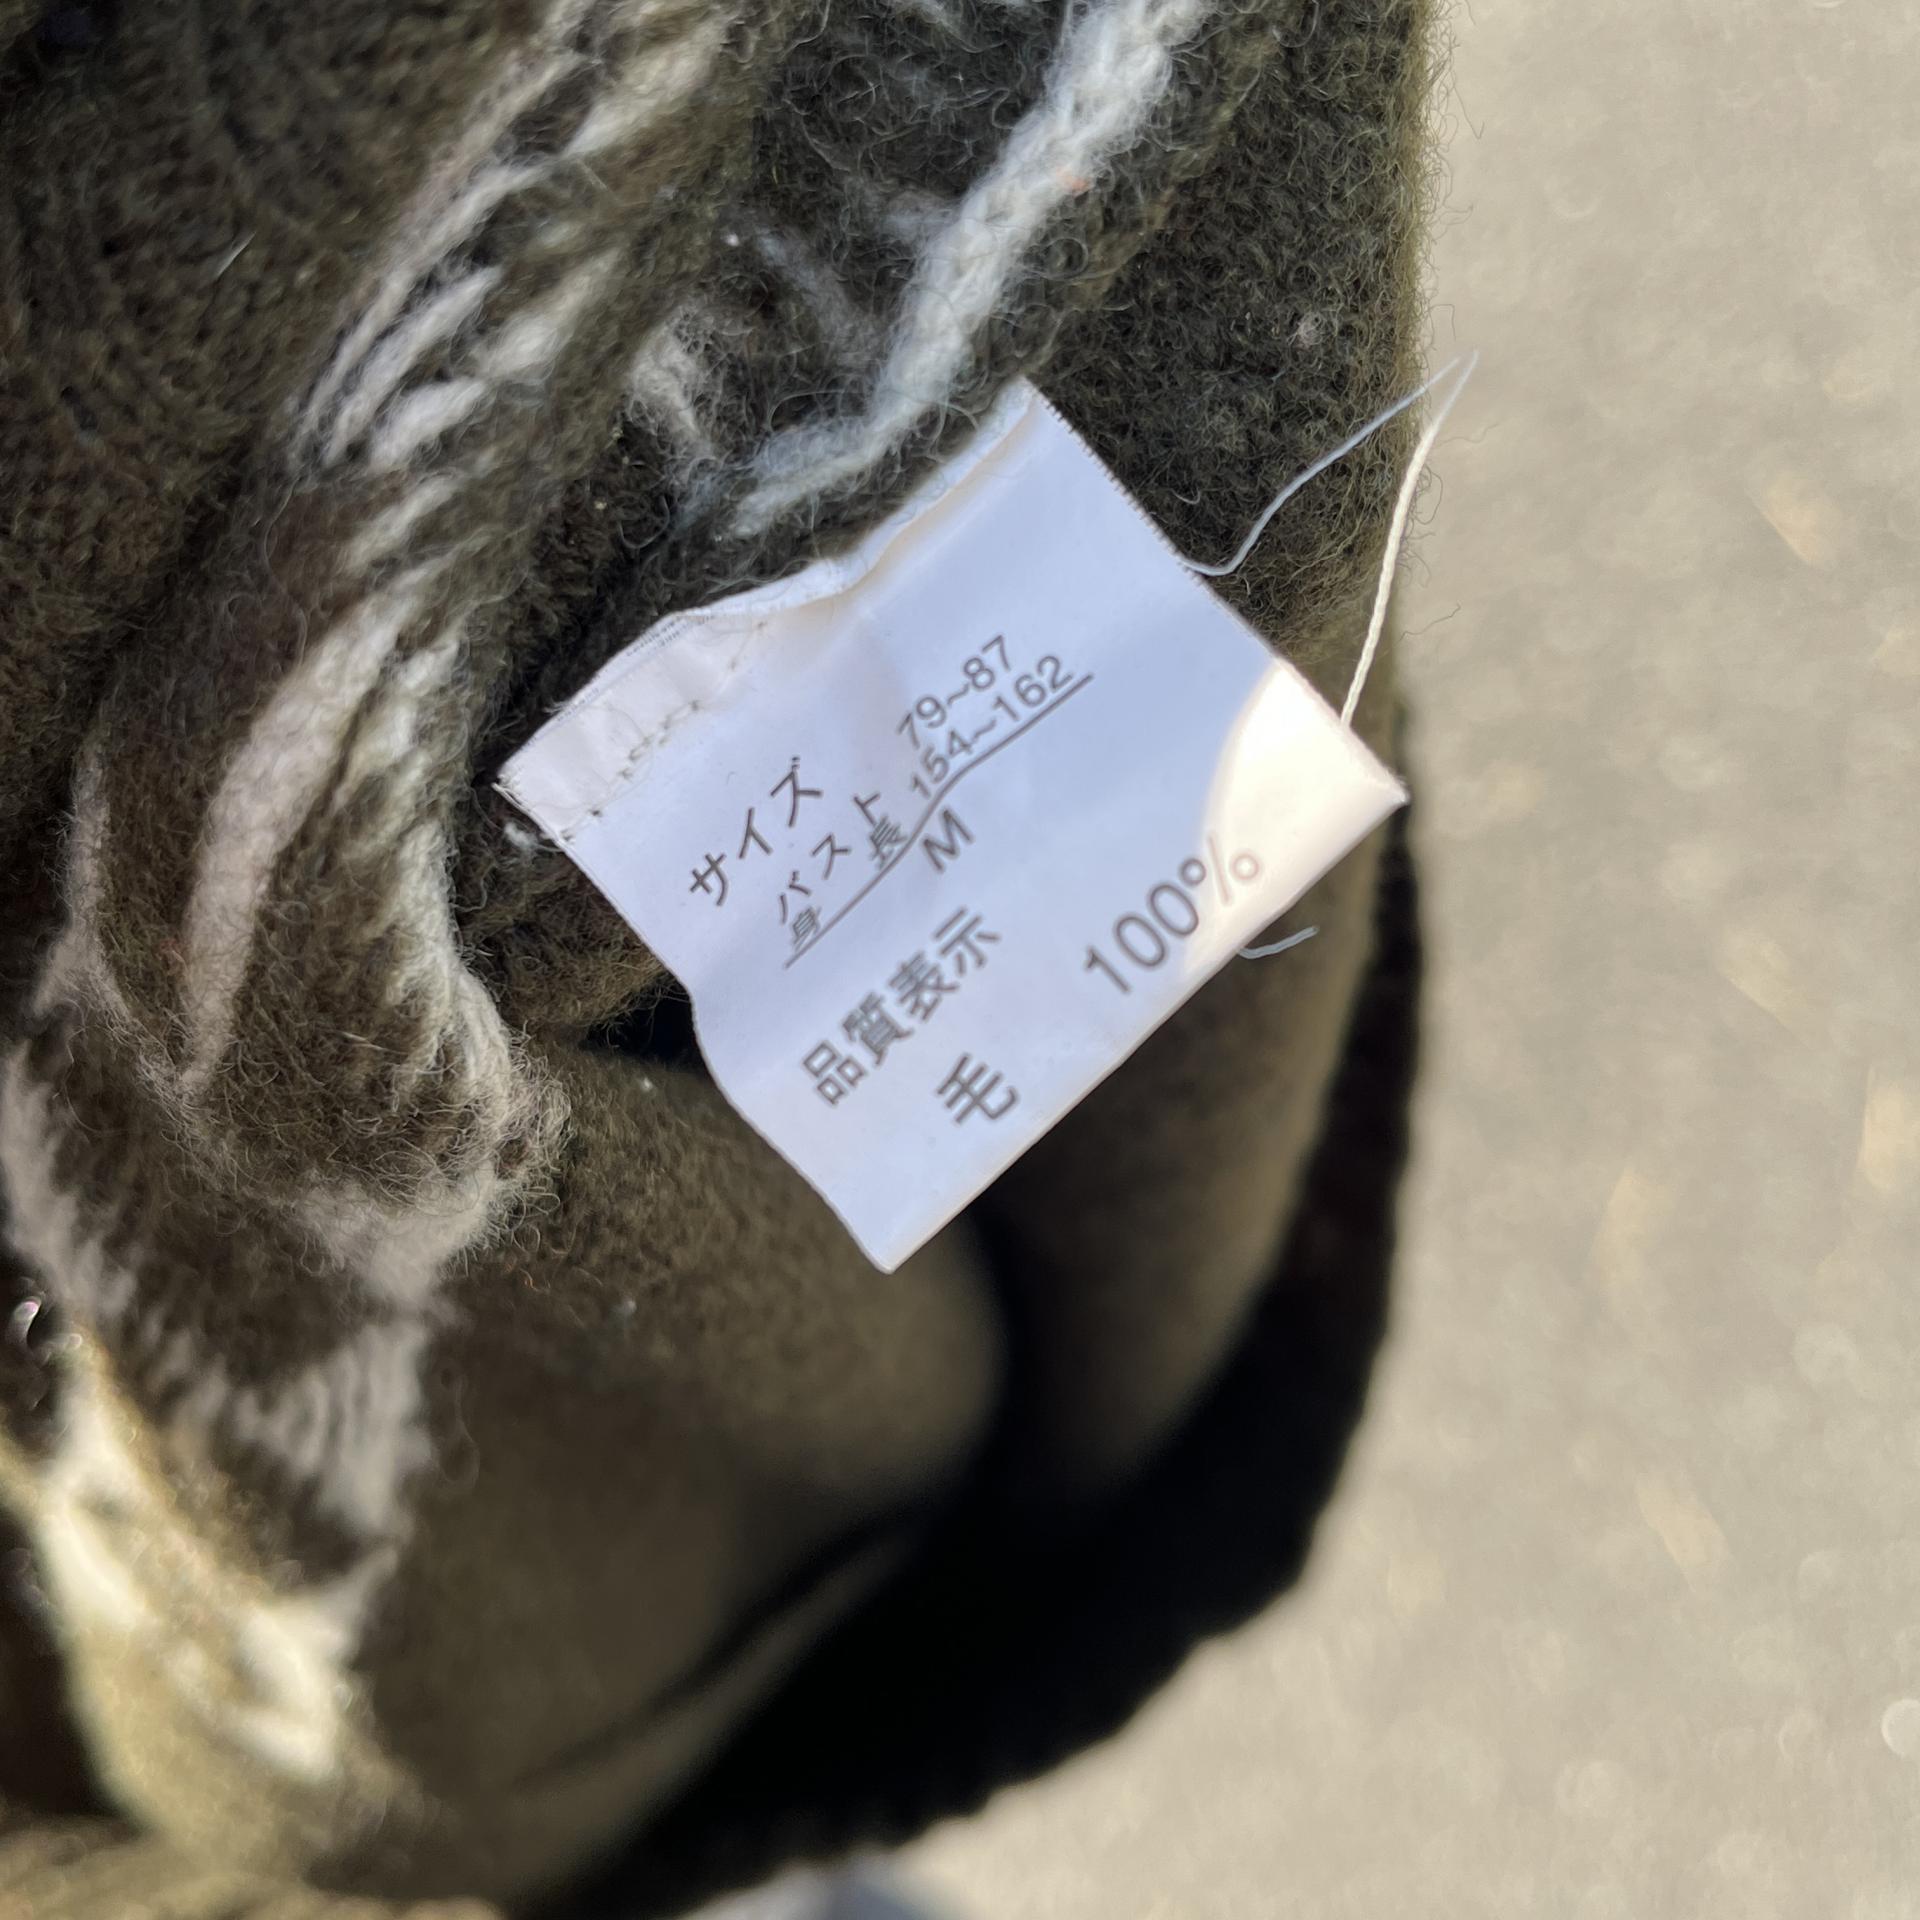 サイズ
バスト 79~87
身長 154~162
M
品質表示
毛 100%